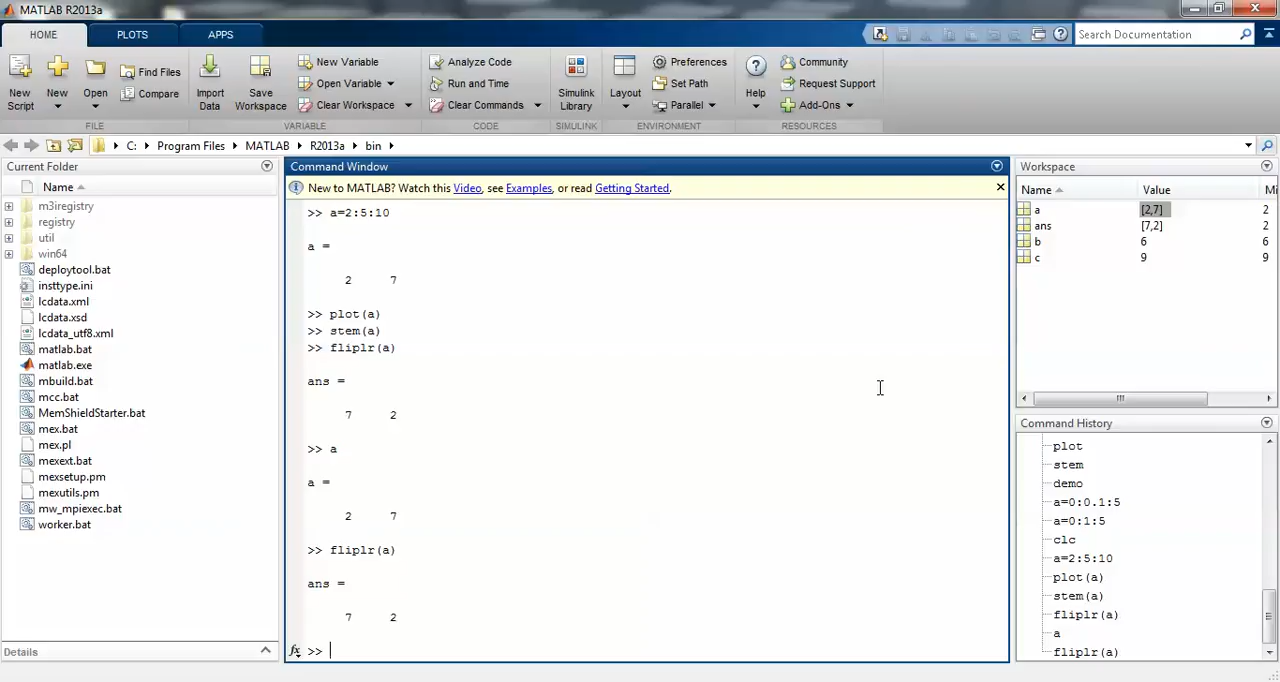 MATLAB R2013a
HOME PLOTS APPS Search Documentation
New Script New Open Find Files Compare Import Data Save Workspace New Variable Open Variable Clear Workspace Analyze Code Run and Time Clear Commands Simulink Library Layout Preferences Set Path Parallel Help Community Request Support Add-Ons
FILE VARIABLE CODE SIMULINK ENVIRONMENT RESOURCES
C: Program Files MATLAB R2013a bin
Current Folder
Name
m3iregistry
registry
util
win64
deploytool.bat
insttype.ini
lcdata.xml
lcdata.xsd
lcdata_utf8.xml
matlab.bat
matlab.exe
mbuild.bat
mcc.bat
MemShieldStarter.bat
mex.bat
mex.pl
mexext.bat
mexsetup.pm
mexutils.pm
mw_mpiexec.bat
worker.bat
Details
Command Window
New to MATLAB? Watch this Video, see Examples, or read Getting Started.
>> a=2:5:10
a =
2 7
>> plot(a)
>> stem(a)
>> fliplr(a)
ans =
7 2
>> a
a =
2 7
>> fliplr(a)
ans =
7 2
fx >>
Workspace
Name Value Mi
a [2,7] 2
ans [7,2] 2
b 6 6
c 9 9
Command History
plot
stem
demo
a=0:0.1:5
a=0:1:5
clc
a=2:5:10
plot(a)
stem(a)
fliplr(a)
a
fliplr(a)